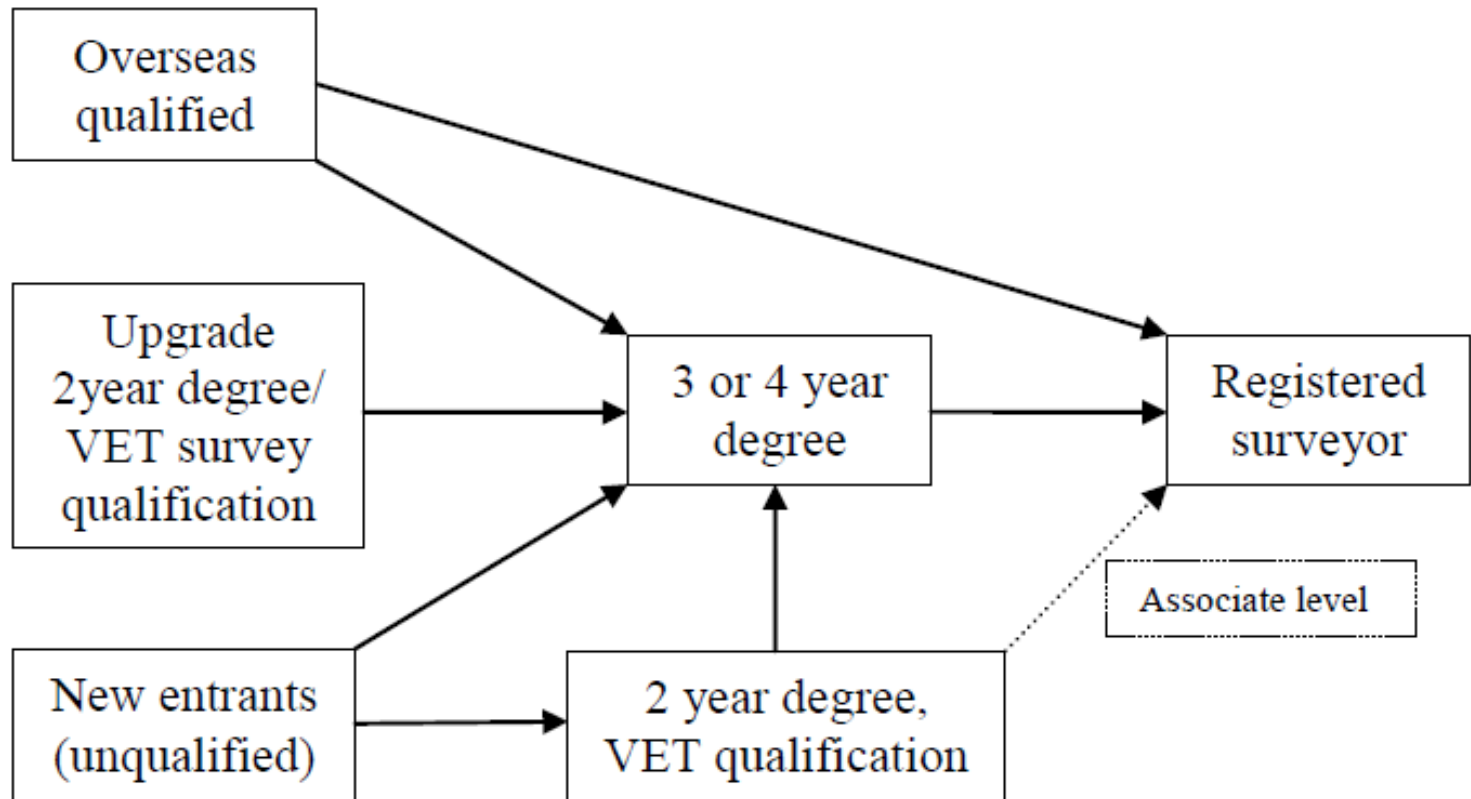 Overseas
qualified
Upgrade
2year degree/
VET survey
qualification
3 or 4 year
degree
Registered
surveyor
Associate level
New entrants
(unqualified)
2 year degree,
VET qualification